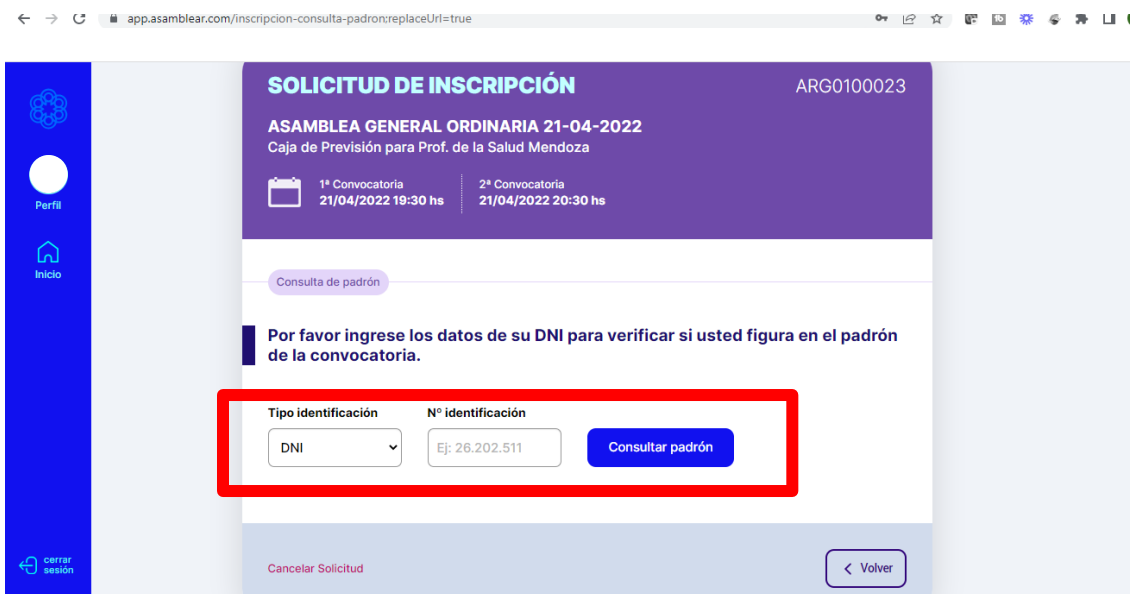 app.asamblear.com/inscripcion-consulta-padron;replaceUrl=true
SOLICITUD DE INSCRIPCIÓN
ARG0100023
ASAMBLEA GENERAL ORDINARIA 21-04-2022
Caja de Previsión para Prof. de la Salud Mendoza
1ª Convocatoria
21/04/2022 19:30 hs
2ª Convocatoria
21/04/2022 20:30 hs
Perfil
Inicio
Consulta de padrón
Por favor ingrese los datos de su DNI para verificar si usted figura en el padrón
de la convocatoria.
Tipo identificación
Nº identificación
DNI
Ej: 26.202.511
Consultar padrón
cerrar
sesión
Cancelar Solicitud
Volver